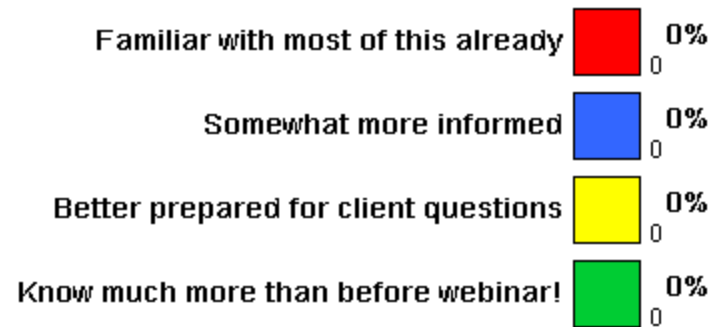 Familiar with most of this already 0%
0
Somewhat more informed 0%
0
Better prepared for client questions 0%
0
Know much more than before webinar! 0%
0